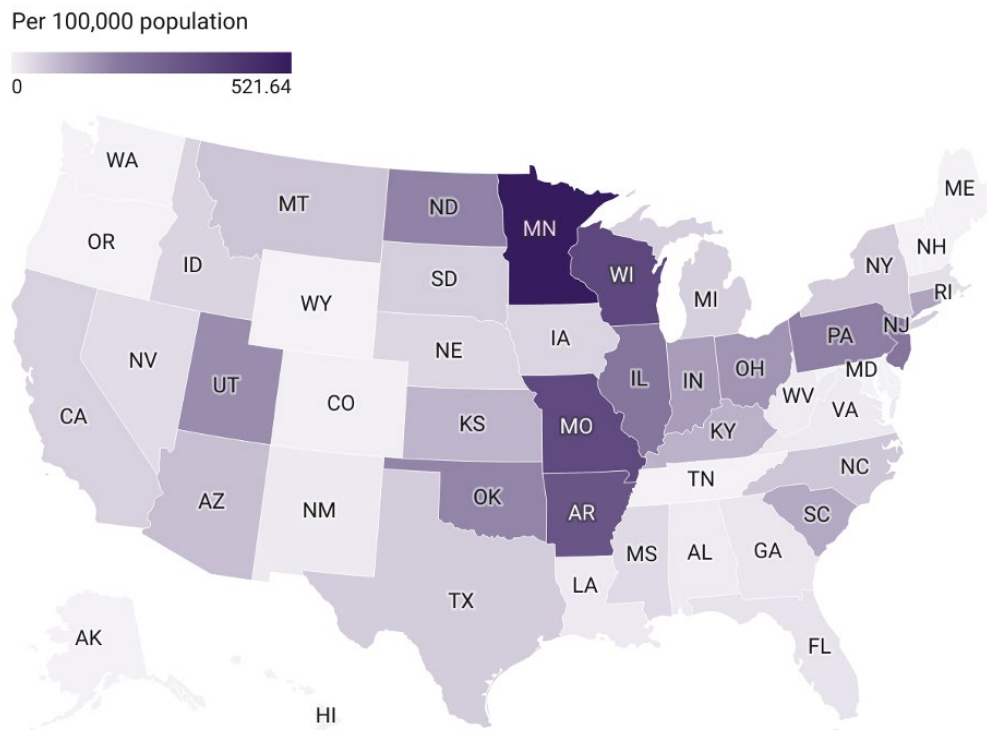 Per 100,000 population
0 521.64
WA
ME
MT
ND
MN
NH
OR
ID
SD
WI
NY
MI
RI
WY
NJ
PA
IA
NE
NV
MD
OH
IL
IN
UT
WV
CO
VA
CA
KS
MO
KY
NC
TN
AZ
OK
NM
AR
SC
MS
AL
GA
LA
TX
AK
FL
HI